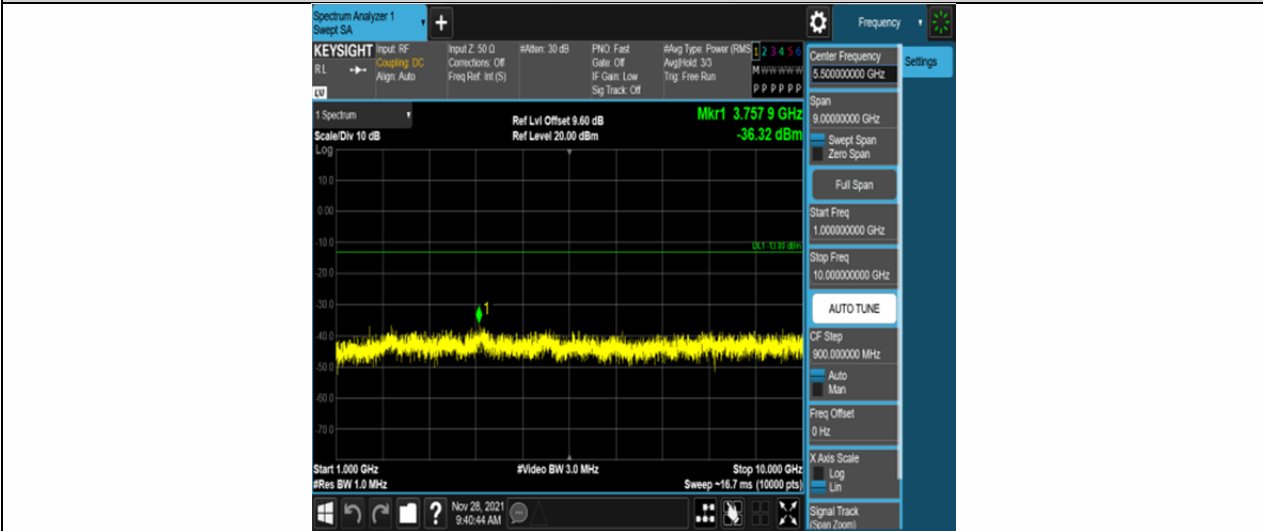 Spectrum Analyzer 1
Swept SA
+
Frequency
KEYSIGHT Input: RF
RL
Coupling: DC
Align: Auto
LV
Input Z: 50 Ω
Corrections: Off
Freq Ref: Int (S)
#Atten: 30 dB
PNO: Fast
Gate: Off
IF Gain: Low
Sig Track: Off
#Avg Type: Power (RMS
Avg|Hold: 3/3
Trig: Free Run
1 2 3 4 5 6
M W W W W W
P P P P P P
1 Spectrum
Scale/Div 10 dB
Log
Ref Lvl Offset 9.60 dB
Ref Level 20.00 dBm
Mkr1 3.757 9 GHz
-36.32 dBm
10.0
0.00
-10.0
DL1 -13.00 dBm
-20.0
-30.0
1
-40.0
-50.0
-60.0
-70.0
Start 1.000 GHz
#Res BW 1.0 MHz
#Video BW 3.0 MHz
Stop 10.000 GHz
Sweep ~16.7 ms (10000 pts)
Center Frequency
5.500000000 GHz
Span
9.00000000 GHz
Swept Span
Zero Span
Full Span
Start Freq
1.000000000 GHz
Stop Freq
10.000000000 GHz
AUTO TUNE
CF Step
900.000000 MHz
Auto
Man
Freq Offset
0 Hz
X Axis Scale
Log
Lin
Signal Track
(Span Zoom)
Settings
?
Nov 28, 2021
9:40:44 AM